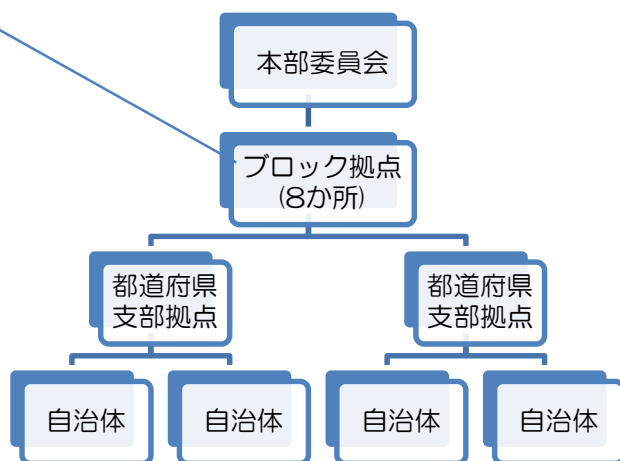 本部委員会
ブロック拠点
(8か所)
都道府県
支部拠点
都道府県
支部拠点
自治体
自治体
自治体
自治体